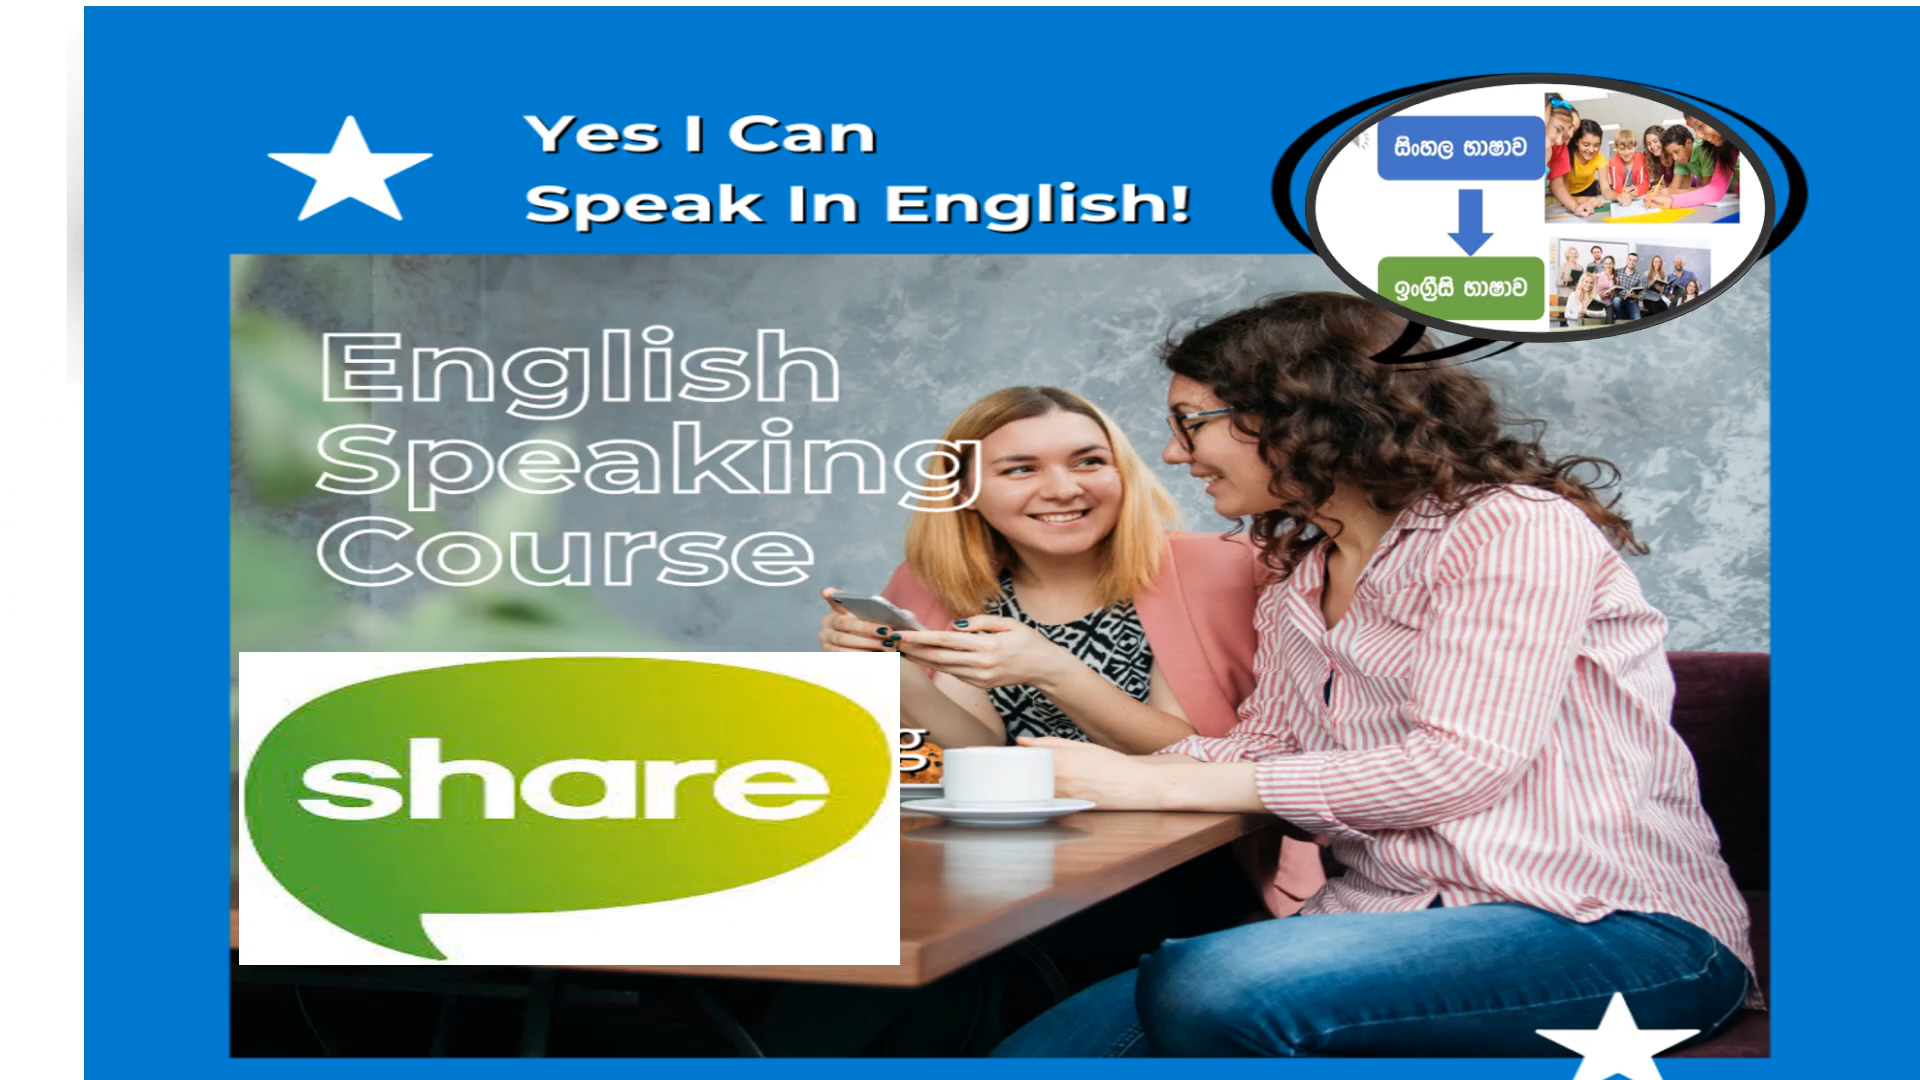 Yes I Can
Speak In English!
සිංහල භාෂාව
ඉංග්‍රීසි භාෂාව
English
Speaking
Course
share